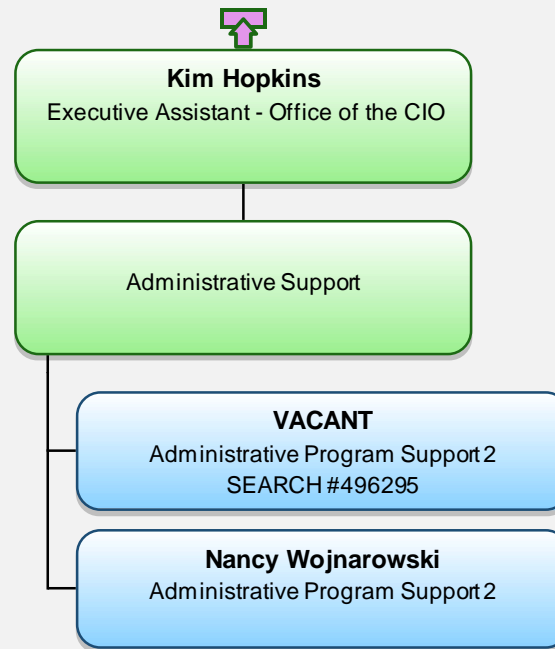 Kim Hopkins
Executive Assistant - Office of the CIO
Administrative Support
VACANT
Administrative Program Support 2
SEARCH #496295
Nancy Wojnarowski
Administrative Program Support 2